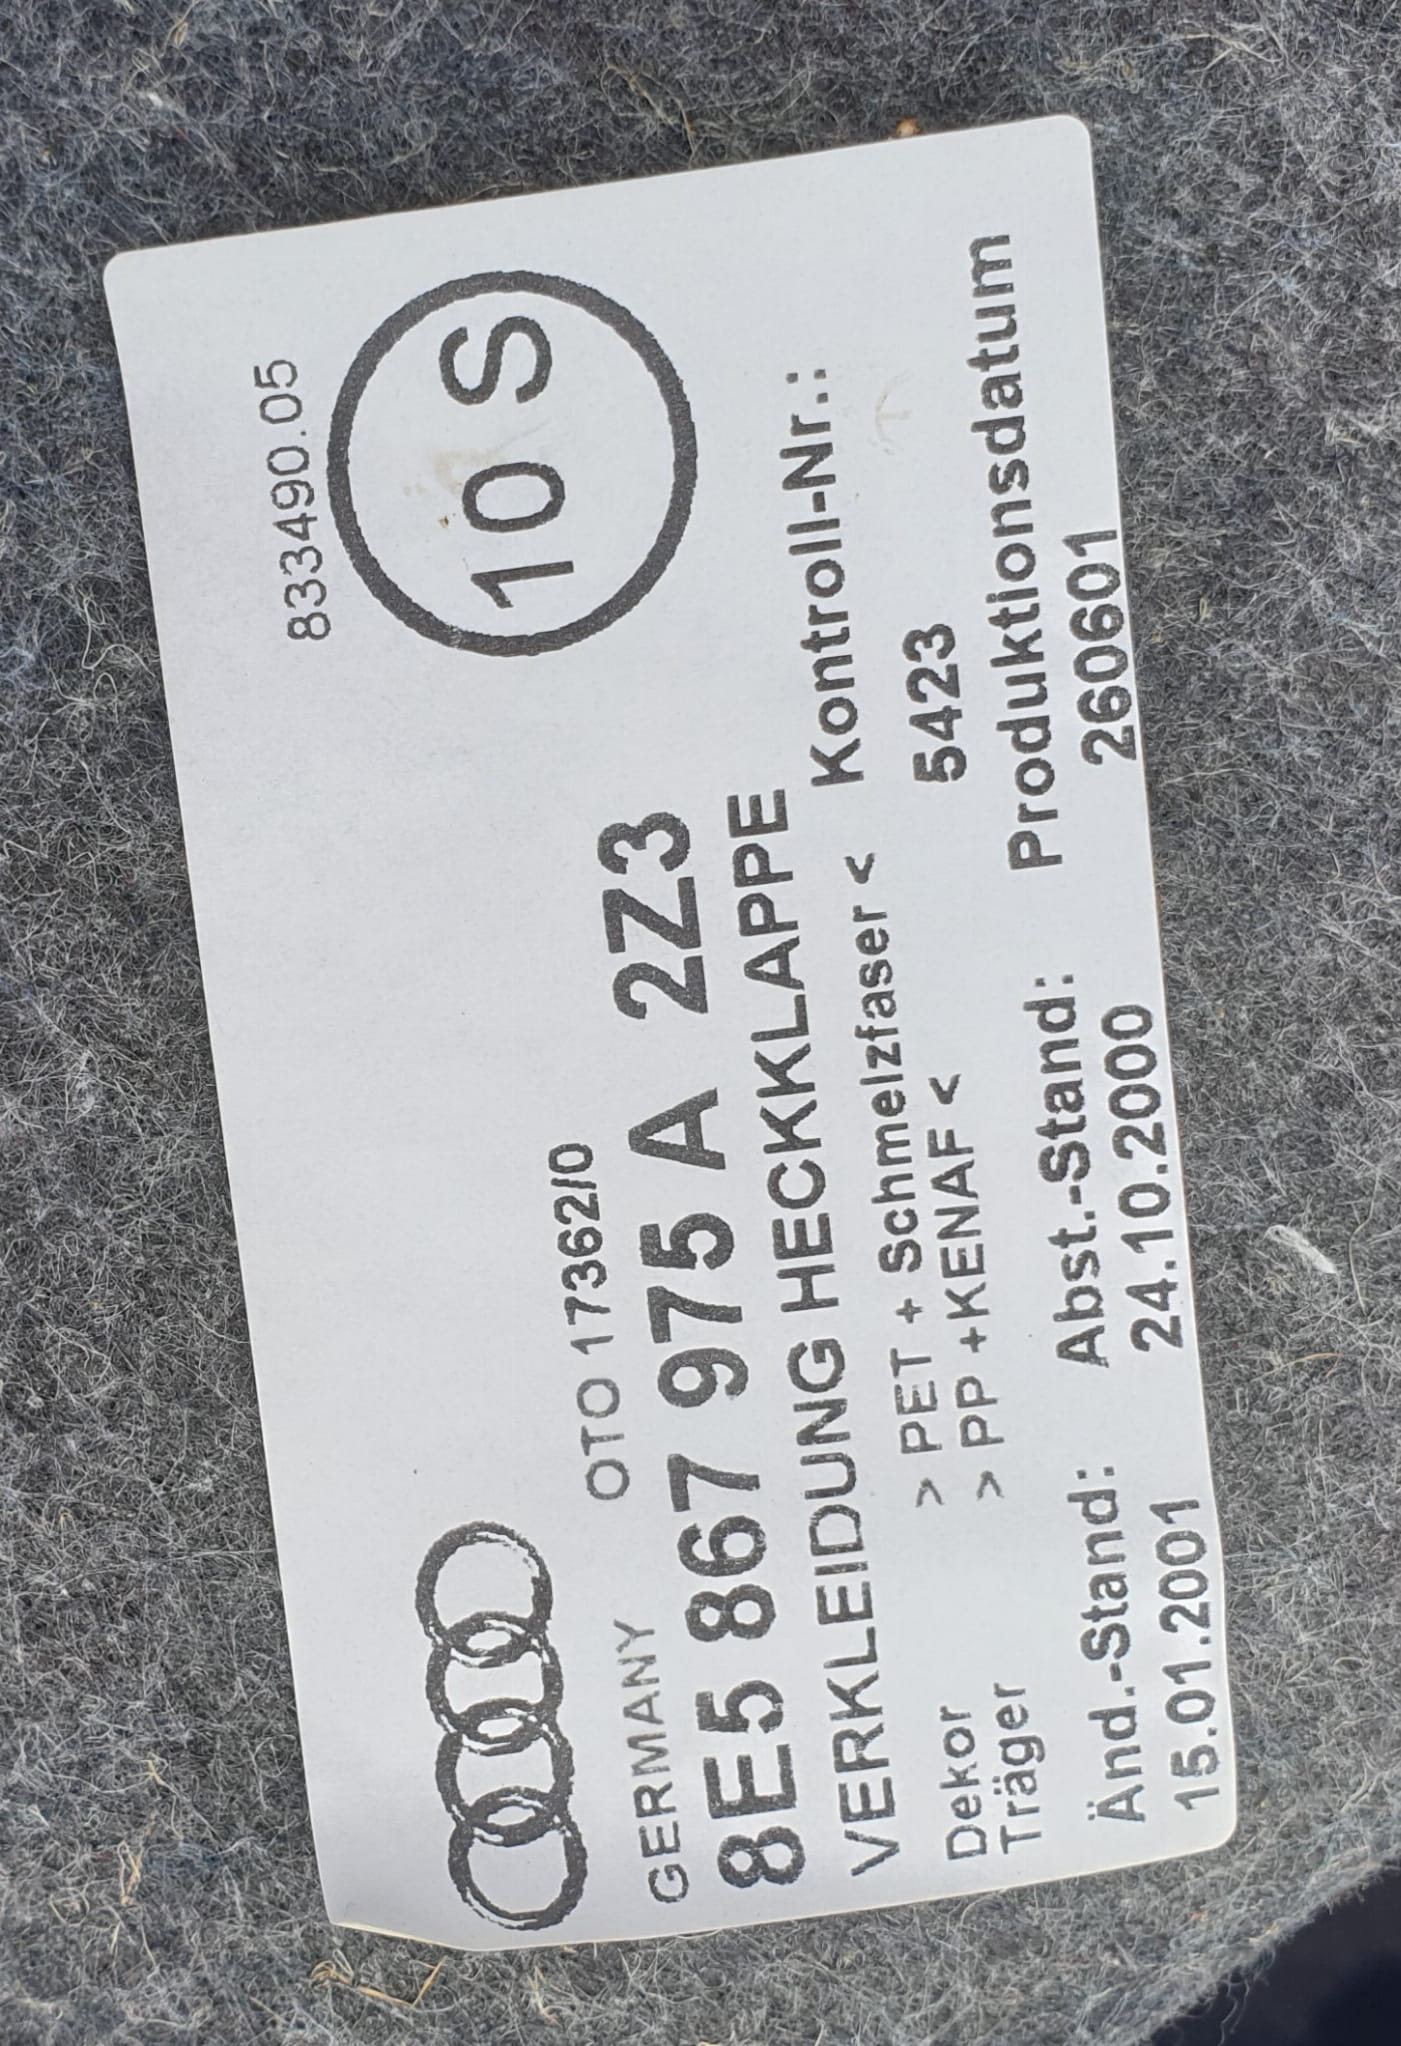 833490.05
10 S
GERMANY OTO 17362/0
8E5 867 975 A 2Z3
VERKLEIDUNG HECKKLAPPE
Kontroll-Nr.:
Dekor > PET + Schmelzfaser <
Träger > PP +KENAF <
5423
Änd.-Stand: Abst.-Stand: Produktionsdatum
15.01.2001 24.10.2000 260601